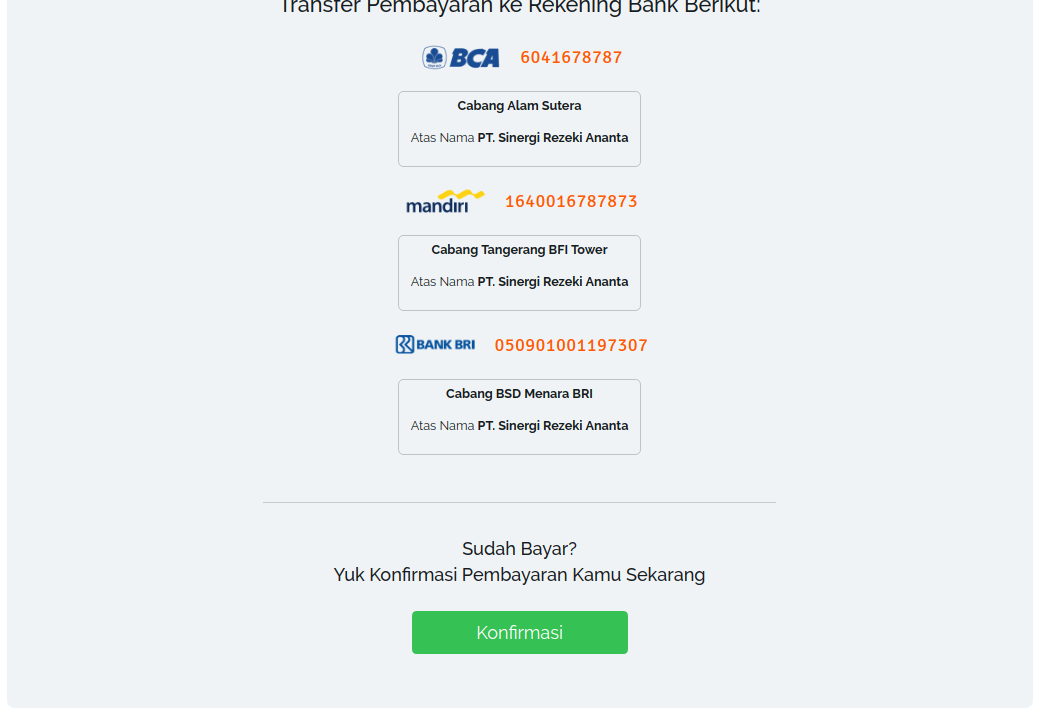 Transfer Pembayaran ke Rekening Bank Berikut:
BCA 6041678787
Cabang Alam Sutera
Atas Nama PT. Sinergi Rezeki Ananta
mandiri 1640016787873
Cabang Tangerang BFI Tower
Atas Nama PT. Sinergi Rezeki Ananta
BANK BRI 050901001197307
Cabang BSD Menara BRI
Atas Nama PT. Sinergi Rezeki Ananta
Sudah Bayar?
Yuk Konfirmasi Pembayaran Kamu Sekarang
Konfirmasi